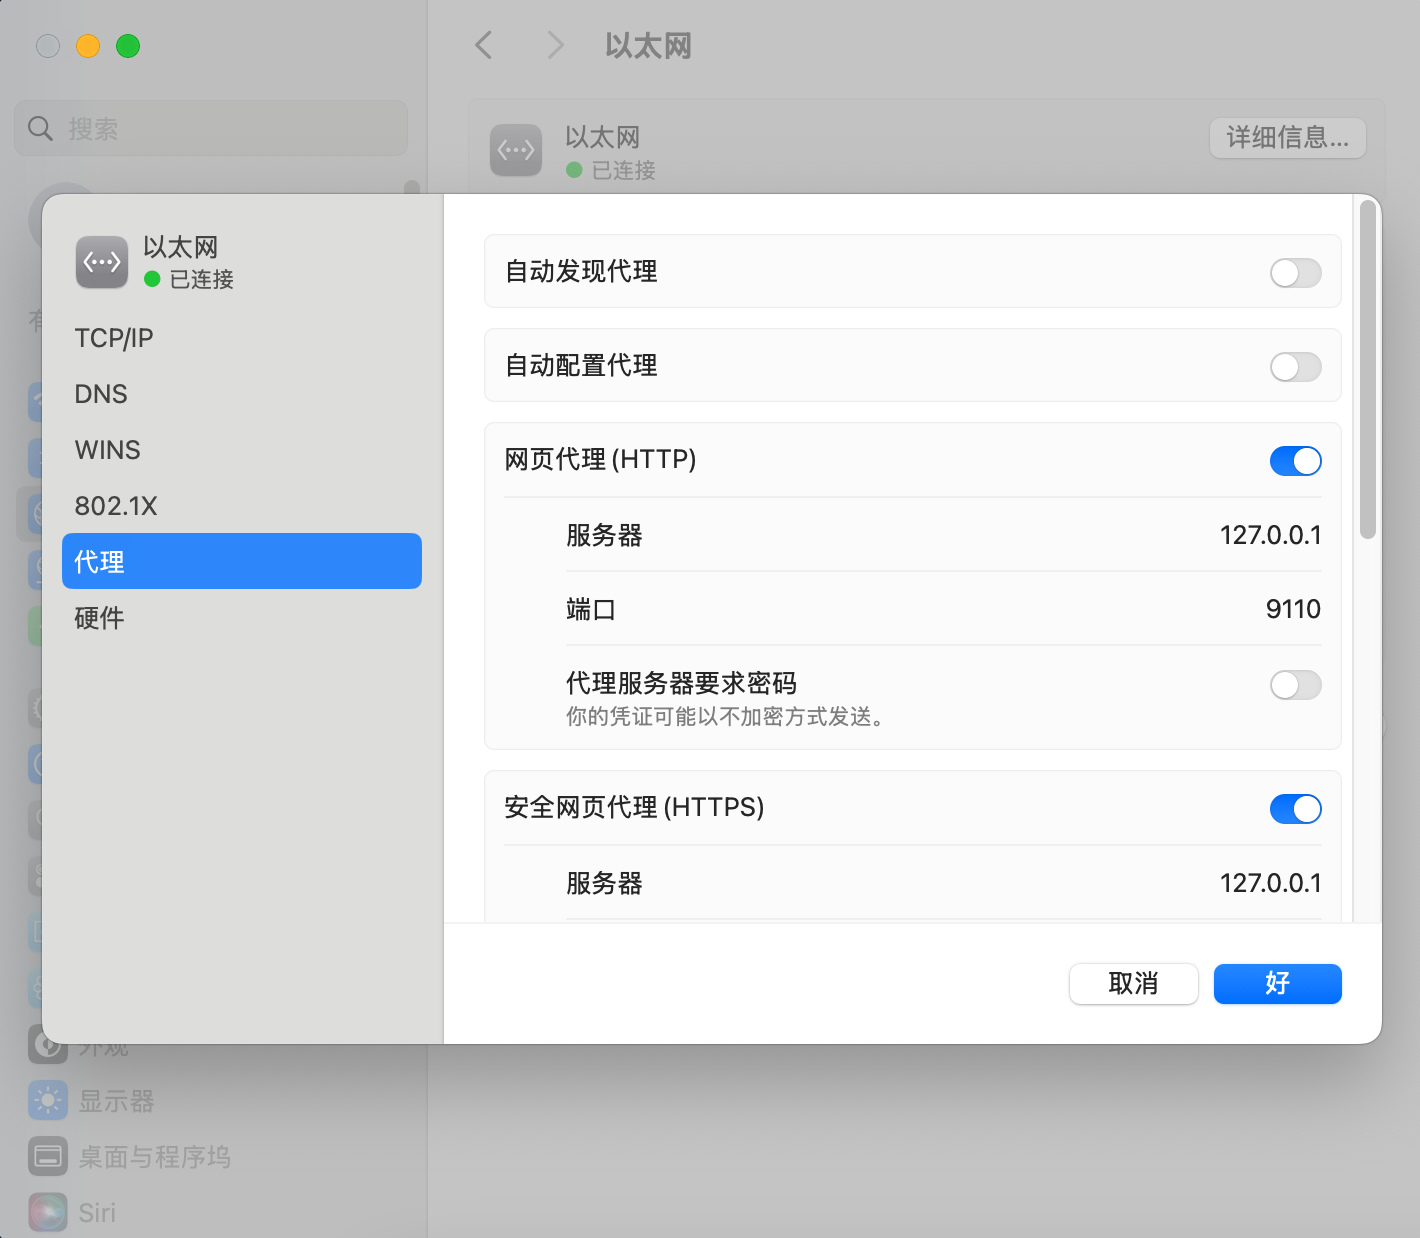 以太网
搜索
以太网
已连接
详细信息...
以太网
已连接
TCP/IP
DNS
WINS
802.1X
代理
硬件
自动发现代理
自动配置代理
网页代理 (HTTP)
服务器
127.0.0.1
端口
9110
代理服务器要求密码
你的凭证可能以不加密方式发送。
安全网页代理 (HTTPS)
服务器
127.0.0.1
取消
好
外观
显示器
桌面与程序坞
Siri